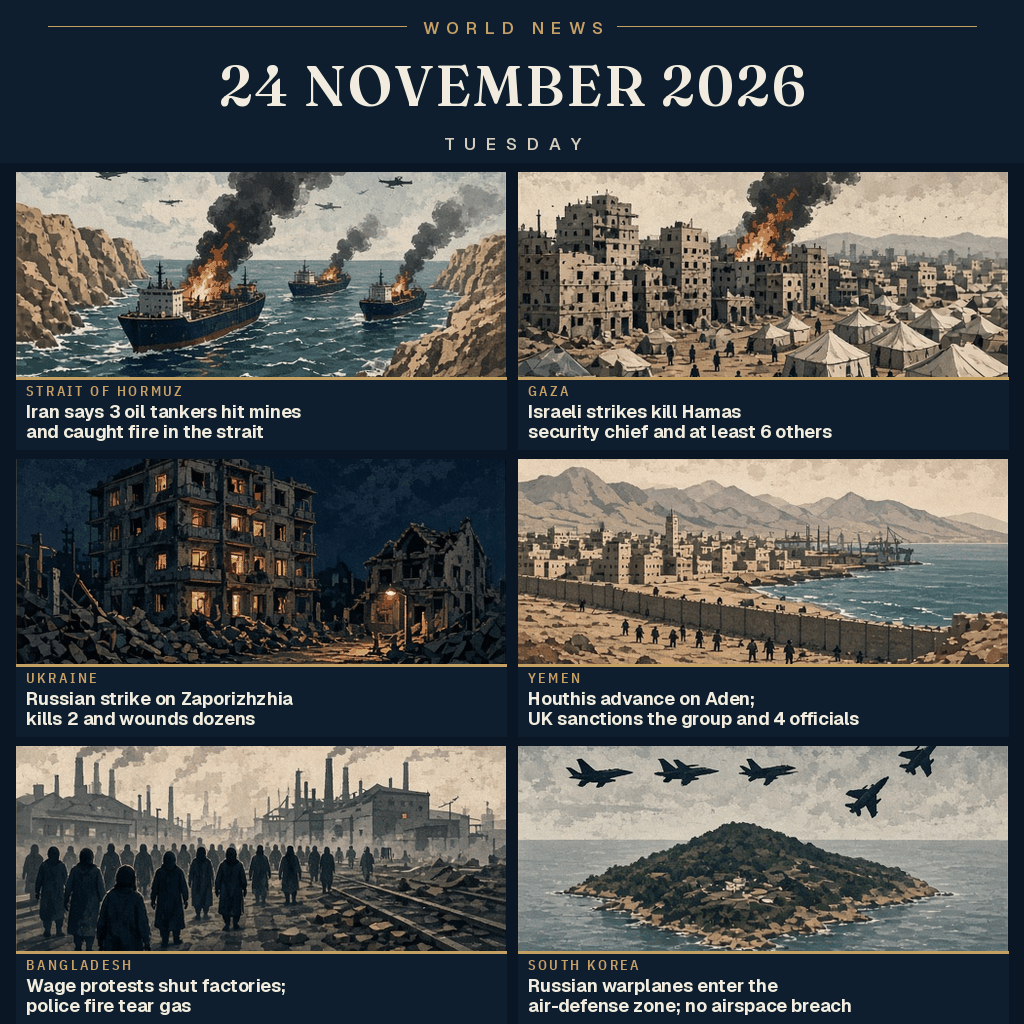 WORLD NEWS
24 NOVEMBER 2026
TUESDAY
STRAIT OF HORMUZ
Iran says 3 oil tankers hit mines
and caught fire in the strait
GAZA
Israeli strikes kill Hamas
security chief and at least 6 others
UKRAINE
Russian strike on Zaporizhzhia
kills 2 and wounds dozens
YEMEN
Houthis advance on Aden;
UK sanctions the group and 4 officials
BANGLADESH
Wage protests shut factories;
police fire tear gas
SOUTH KOREA
Russian warplanes enter the
air-defense zone; no airspace breach